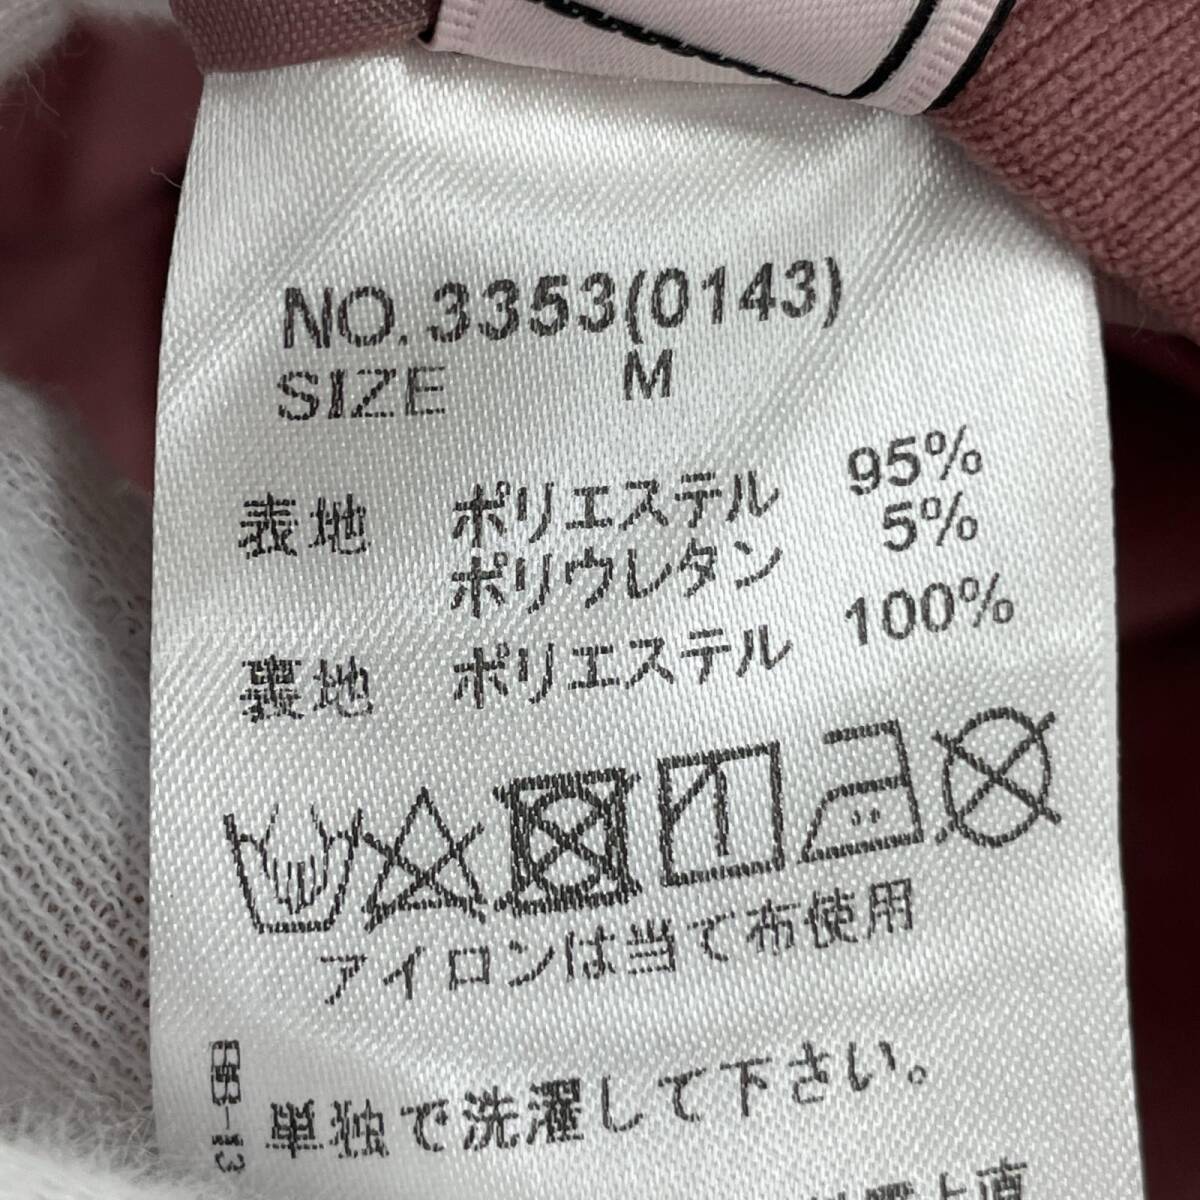 NO. 3353(0143)
SIZE M
表地 ポリエステル 95%
ポリウレタン 5%
裏地 ポリエステル 100%
アイロンは当て布使用
単独で洗濯して下さい。